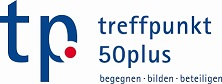 tp.
treffpunkt
50plus
begegnen · bilden · beteiligen